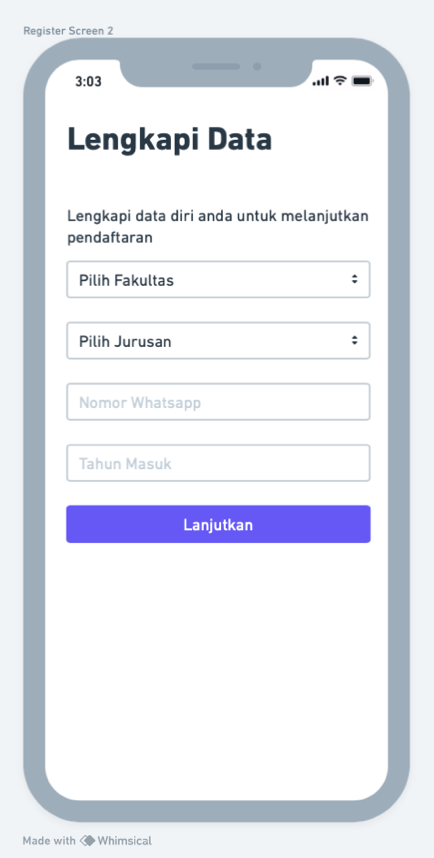 Register Screen 2
3:03
Lengkapi Data
Lengkapi data diri anda untuk melanjutkan
pendaftaran
Pilih Fakultas
Pilih Jurusan
Nomor Whatsapp
Tahun Masuk
Lanjutkan
Made with Whimsical